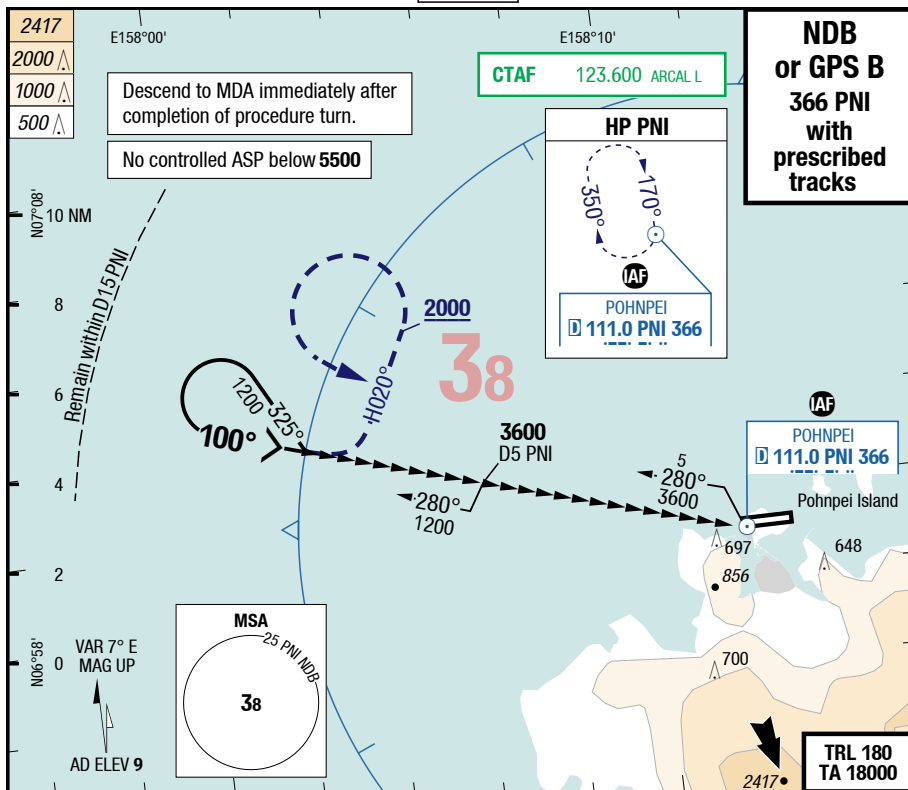 2417
2000
1000
500
E158°00'
E158°10'
Descend to MDA immediately after
completion of procedure turn.
No controlled ASP below 5500
CTAF 123.600 ARCAL L
NDB
or GPS B
366 PNI
with
prescribed
tracks
HP PNI
350°
170°
IAF
POHNPEI
D 111.0 PNI 366
N07°08'
10 NM
8
6
4
2
0
N06°58'
Remain within D15 PNI
2000
H020°
38
1200
325°
100°
3600
D5 PNI
280°
1200
5
280°
3600
IAF
POHNPEI
D 111.0 PNI 366
Pohnpei Island
697
648
856
700
2417
MSA
25 PNI NDB
38
VAR 7° E
MAG UP
AD ELEV 9
TRL 180
TA 18000